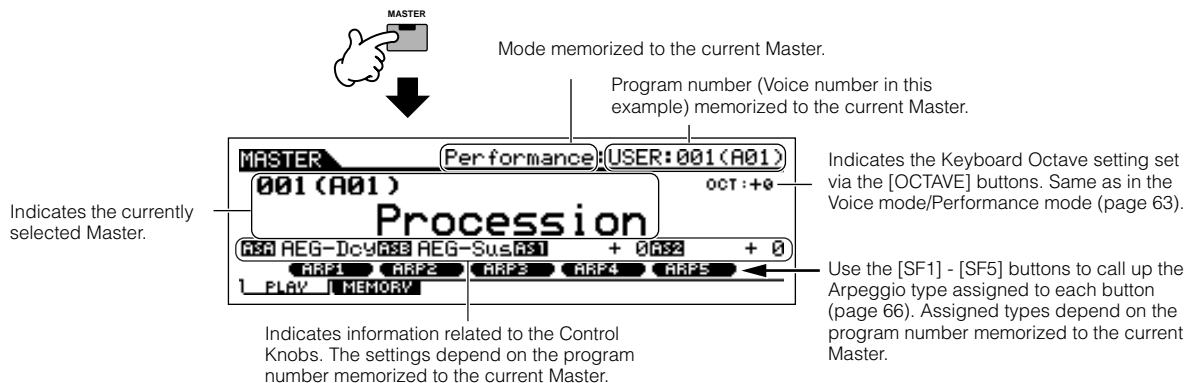 MASTER
Mode memorized to the current Master.
Program number (Voice number in this
example) memorized to the current Master.
MASTER Performance:USER:001(A01)
001(A01) OCT:+0
Procession
ASA AEG-Dcy ASB AEG-Sus AS1 + 0 AS2 + 0
ARP1 ARP2 ARP3 ARP4 ARP5
PLAY MEMORY
Indicates the currently
selected Master.
Indicates the Keyboard Octave setting set
via the [OCTAVE] buttons. Same as in the
Voice mode/Performance mode (page 63).
Use the [SF1] - [SF5] buttons to call up the
Arpeggio type assigned to each button
(page 66). Assigned types depend on the
program number memorized to the current
Master.
Indicates information related to the Control
Knobs. The settings depend on the program
number memorized to the current Master.